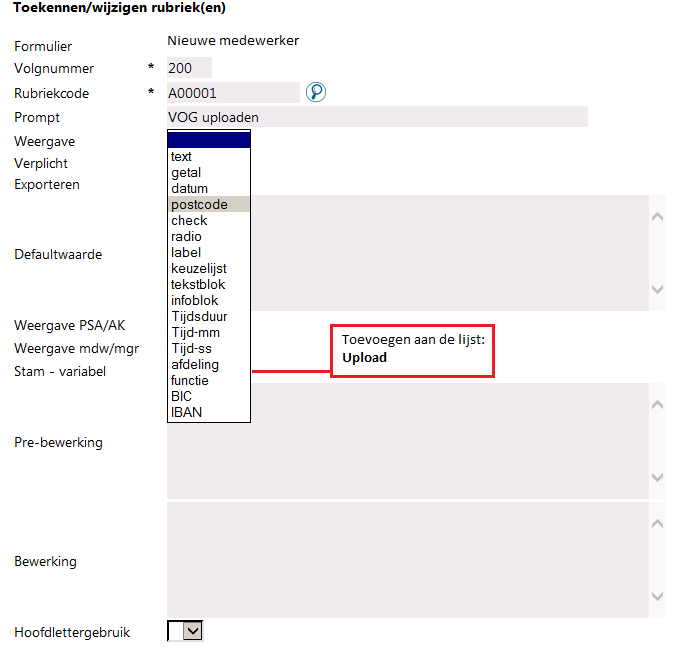 Toekennen/wijzigen rubriek(en)
Formulier Nieuwe medewerker
Volgnummer * 200
Rubriekcode * A00001
Prompt VOG uploaden
Weergave
Verplicht
Exporteren
text
getal
datum
postcode
check
radio
label
keuzelijst
tekstblok
infoblok
Tijdsduur
Tijd-mm
Tijd-ss
afdeling
functie
BIC
IBAN
Defaultwaarde
Weergave PSA/AK
Weergave mdw/mgr
Stam - variabel
Toevoegen aan de lijst:
Upload
Pre-bewerking
Bewerking
Hoofdlettergebruik